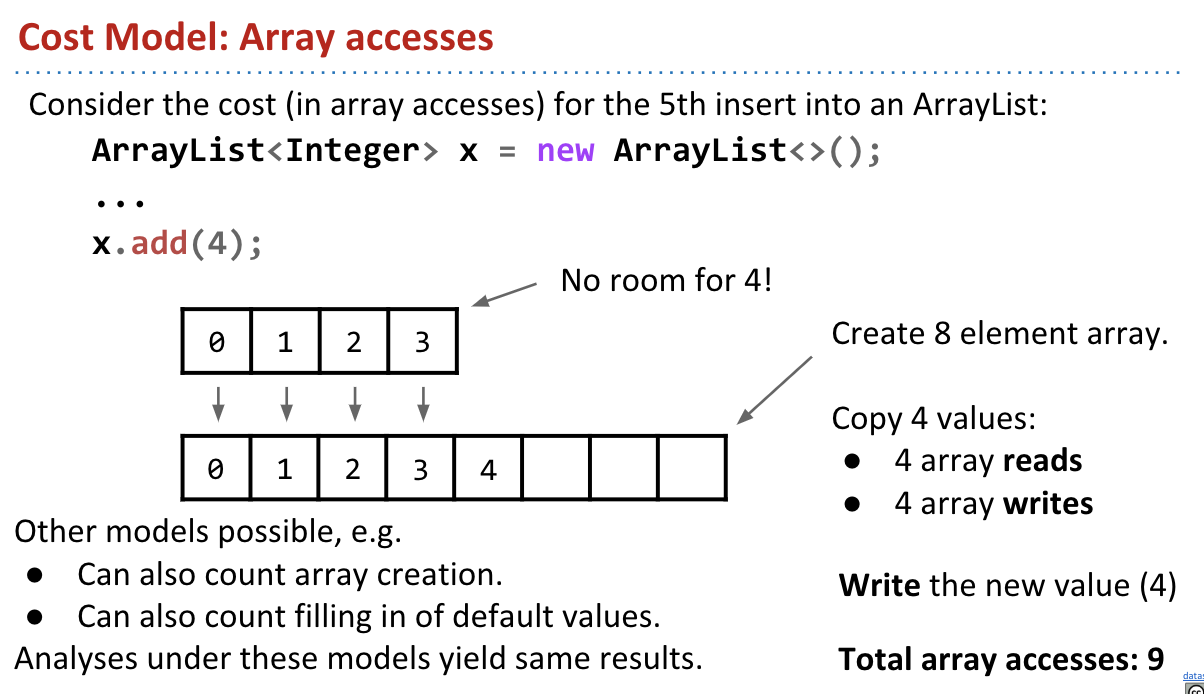 Cost Model: Array accesses
Consider the cost (in array accesses) for the 5th insert into an ArrayList:
ArrayList<Integer> x = new ArrayList<>();
...
x.add(4);
No room for 4!
0 1 2 3
Create 8 element array.
Copy 4 values:
● 4 array reads
● 4 array writes
0 1 2 3 4
Other models possible, e.g.
● Can also count array creation.
● Can also count filling in of default values.
Analyses under these models yield same results.
Write the new value (4)
Total array accesses: 9
datas